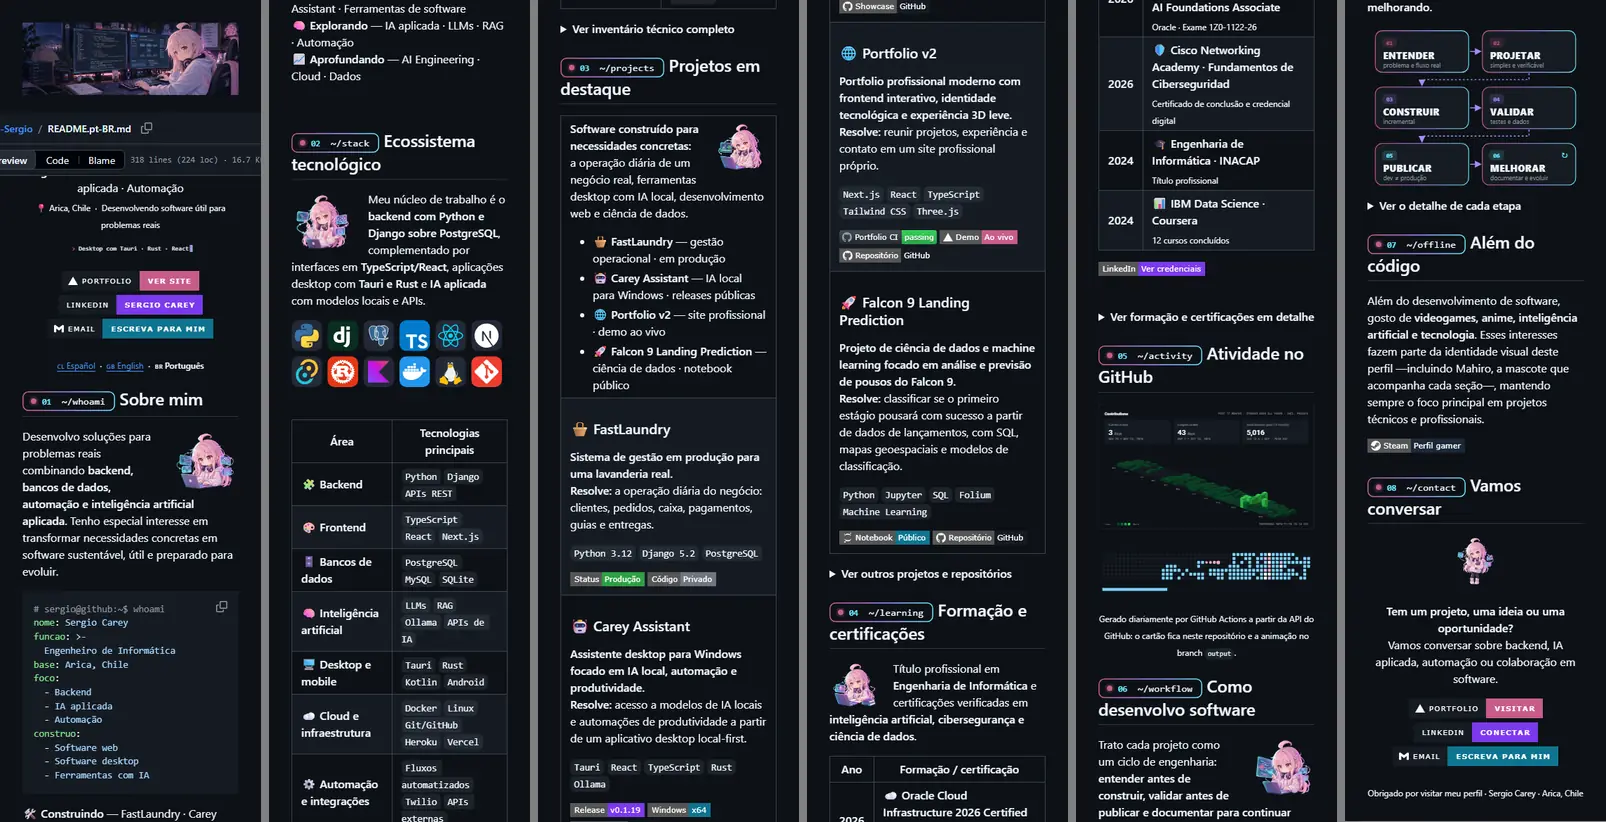 -Sergio / README.pt-BR.md
review Code Blame 318 lines (224 loc) · 16.7 K
aplicada · Automação
Arica, Chile · Desenvolvendo software útil para
problemas reais
> Desktop com Tauri · Rust · React
PORTFOLIO VER SITE
LINKEDIN SERGIO CAREY
EMAIL ESCREVA PARA MIM
CL Español · GB English · BR Português
01 ~/whoami Sobre mim
Desenvolvo soluções para
problemas reais
combinando backend,
bancos de dados,
automação e inteligência artificial
aplicada. Tenho especial interesse em
transformar necessidades concretas em
software sustentável, útil e preparado para
evoluir.
# sergio@github:~$ whoami
nome: Sergio Carey
funcao: >-
Engenheiro de Informática
base: Arica, Chile
foco:
- Backend
- IA aplicada
- Automação
construo:
- Software web
- Software desktop
- Ferramentas com IA
Construindo — FastLaundry · Carey
Assistant · Ferramentas de software
Explorando — IA aplicada · LLMs · RAG
· Automação
Aprofundando — AI Engineering ·
Cloud · Dados
02 ~/stack Ecossistema
tecnológico
Meu núcleo de trabalho é o
backend com Python e
Django sobre PostgreSQL,
complementado por
interfaces em TypeScript/React, aplicações
desktop com Tauri e Rust e IA aplicada
com modelos locais e APIs.
dj TS N
Área Tecnologias
principais
Backend Python Django
APIs REST
Frontend TypeScript
React Next.js
Bancos de
dados PostgreSQL
MySQL SQLite
Inteligência
artificial LLMs RAG
Ollama APIs de
IA
Desktop e
mobile Tauri Rust
Kotlin Android
Cloud e
infraestrutura Docker Linux
Git/GitHub
Heroku Vercel
Automação
e integrações Fluxos
automatizados
Twilio APIs
externas
Ver inventário técnico completo
03 ~/projects Projetos em
destaque
Software construído para
necessidades concretas:
a operação diária de um
negócio real, ferramentas
desktop com IA local, desenvolvimento
web e ciência de dados.
• FastLaundry — gestão
operacional · em produção
• Carey Assistant — IA local
para Windows · releases públicas
• Portfolio v2 — site profissional
· demo ao vivo
• Falcon 9 Landing Prediction —
ciência de dados · notebook
público
FastLaundry
Sistema de gestão em produção para
uma lavanderia real.
Resolve: a operação diária do negócio:
clientes, pedidos, caixa, pagamentos,
guias e entregas.
Python 3.12 Django 5.2 PostgreSQL
Status Produção Código Privado
Carey Assistant
Assistente desktop para Windows
focado em IA local, automação e
produtividade.
Resolve: acesso a modelos de IA locais
e automações de produtividade a partir
de um aplicativo desktop local-first.
Tauri React TypeScript Rust
Ollama
Release v0.1.19 Windows x64
Showcase GitHub
Portfolio v2
Portfolio profissional moderno com
frontend interativo, identidade
tecnológica e experiência 3D leve.
Resolve: reunir projetos, experiência e
contato em um site profissional
próprio.
Next.js React TypeScript
Tailwind CSS Three.js
Portfolio CI passing Demo Ao vivo
Repositório GitHub
Falcon 9 Landing
Prediction
Projeto de ciência de dados e machine
learning focado em análise e previsão
de pousos do Falcon 9.
Resolve: classificar se o primeiro
estágio pousará com sucesso a partir
de dados de lançamentos, com SQL,
mapas geoespaciais e modelos de
classificação.
Python Jupyter SQL Folium
Machine Learning
Notebook Público Repositório GitHub
Ver outros projetos e repositórios
04 ~/learning Formação e
certificações
Título profissional em
Engenharia de Informática e
certificações verificadas em
inteligência artificial, cibersegurança e
ciência de dados.
Ano Formação / certificação
2026 Oracle Cloud
Infrastructure 2026 Certified
AI Foundations Associate
Oracle · Exame 1Z0-1122-26
2026 Cisco Networking
Academy · Fundamentos de
Ciberseguridad
Certificado de conclusão e credencial
digital
2024 Engenharia de
Informática · INACAP
Título profissional
2024 IBM Data Science ·
Coursera
12 cursos concluídos
LinkedIn Ver credenciais
Ver formação e certificações em detalhe
05 ~/activity Atividade no
GitHub
Contributions
3 43 5,016
Gerado diariamente por GitHub Actions a partir da API do
GitHub: o cartão fica neste repositório e a animação no
branch output .
06 ~/workflow Como
desenvolvo software
Trato cada projeto como
um ciclo de engenharia:
entender antes de
construir, validar antes de
publicar e documentar para continuar
melhorando.
01 ENTENDER
problema e fluxo real
02 PROJETAR
simples e verificável
03 CONSTRUIR
incremental
04 VALIDAR
testes e dados
05 PUBLICAR
dev ≠ produção
06 MELHORAR
documentar e evoluir
Ver o detalhe de cada etapa
07 ~/offline Além do
código
Além do desenvolvimento de software,
gosto de videogames, anime, inteligência
artificial e tecnologia. Esses interesses
fazem parte da identidade visual deste
perfil —incluindo Mahiro, a mascote que
acompanha cada seção—, mantendo
sempre o foco principal em projetos
técnicos e profissionais.
Steam Perfil gamer
08 ~/contact Vamos
conversar
Tem um projeto, uma ideia ou uma
oportunidade?
Vamos conversar sobre backend, IA
aplicada, automação ou colaboração em
software.
PORTFOLIO VISITAR
LINKEDIN CONECTAR
EMAIL ESCREVA PARA MIM
Obrigado por visitar meu perfil · Sergio Carey · Arica, Chile